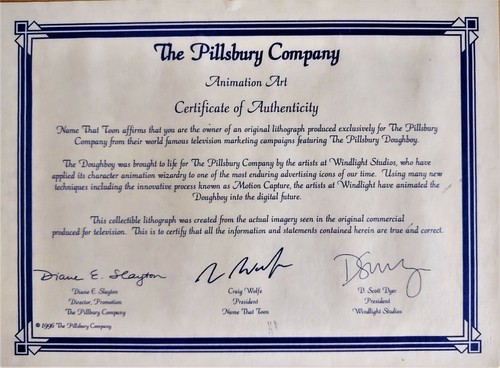 The Pillsbury Company
Animation Art
Certificate of Authenticity
Name That Toon affirms that you are the owner of an original lithograph produced exclusively for The Pillsbury
Company from their world famous television marketing campaigns featuring The Pillsbury Doughboy.
The Doughboy was brought to life for The Pillsbury Company by the artists at Windlight Studios, who have
applied its character animation wizardry to one of the most enduring advertising icons of our time. Using many new
techniques including the innovative process known as Motion Capture, the artists at Windlight have animated the
Doughboy into the digital future.
This collectible lithograph was created from the actual imagery seen in the original commercial
produced for television. This is to certify that all the information and statements contained herein are true and correct.
Diane E. Slayton
Diane E. Slayton
Director, Promotion
The Pillsbury Company
Craig Wolfe
President
Name That Toon
D. Scott Dyer
President
Windlight Studios
© 1996 The Pillsbury Company